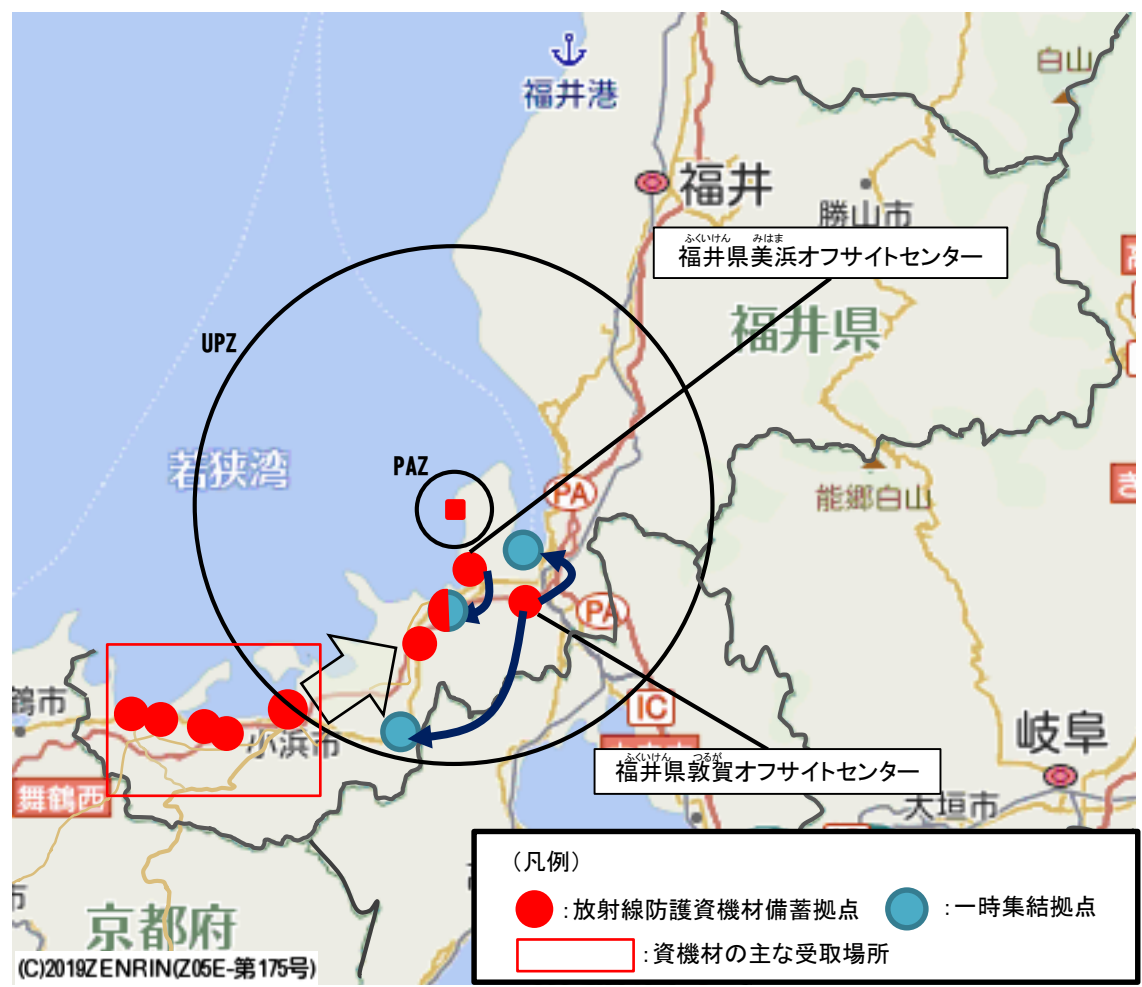 白山
福井港
福井
勝山市
ふくいけん みはま
福井県美浜オフサイトセンター
福井県
UPZ
若狭湾
PAZ
PA
能郷白山
き
PA
鶴市
小浜市
IC
岐阜
ふくいけん つるが
福井県敦賀オフサイトセンター
舞鶴西
大垣市
(凡例)
:放射線防護資機材備蓄拠点
:一時集結拠点
:資機材の主な受取場所
京都府
(C)2019ZENRIN(Z05E-第175号)